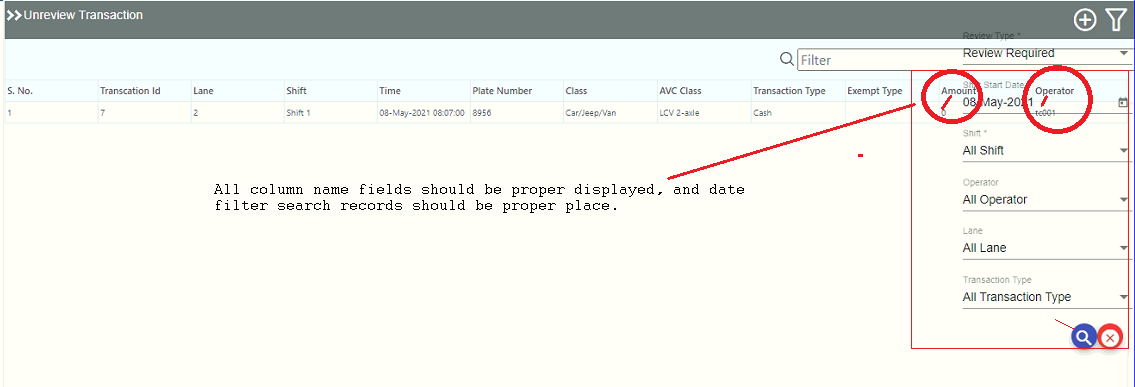 Unreview Transaction
Review Type *
Review Required
Filter
S. No. Transcation Id Lane Shift Time Plate Number Class AVC Class Transaction Type Exempt Type Amount Operator
Shift Start Date
1 7 2 Shift 1 08-May-2021 08:07:00 8956 Car/Jeep/Van LCV 2-axle Cash 0 tc001
08-May-2021
Shift *
All Shift
Operator
All Operator
All column name fields should be proper displayed, and date
filter search records should be proper place.
Lane
All Lane
Transaction Type
All Transaction Type